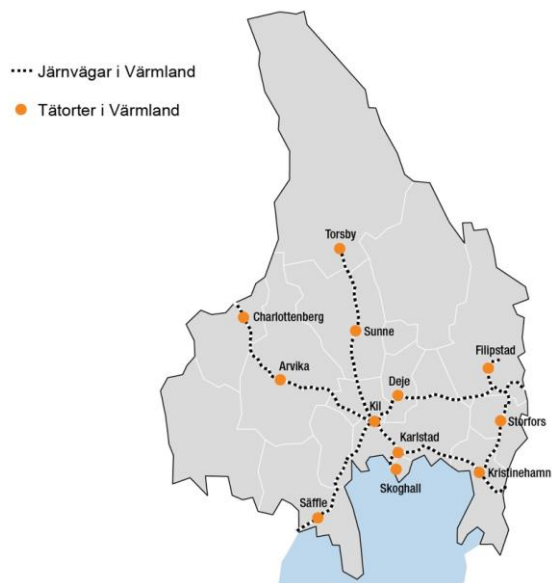 Järnvägar i Värmland
Tätorter i Värmland
Torsby
Charlottenberg
Sunne
Filipstad
Arvika
Deje
Kil
Storfors
Karlstad
Kristinehamn
Skoghall
Säffle